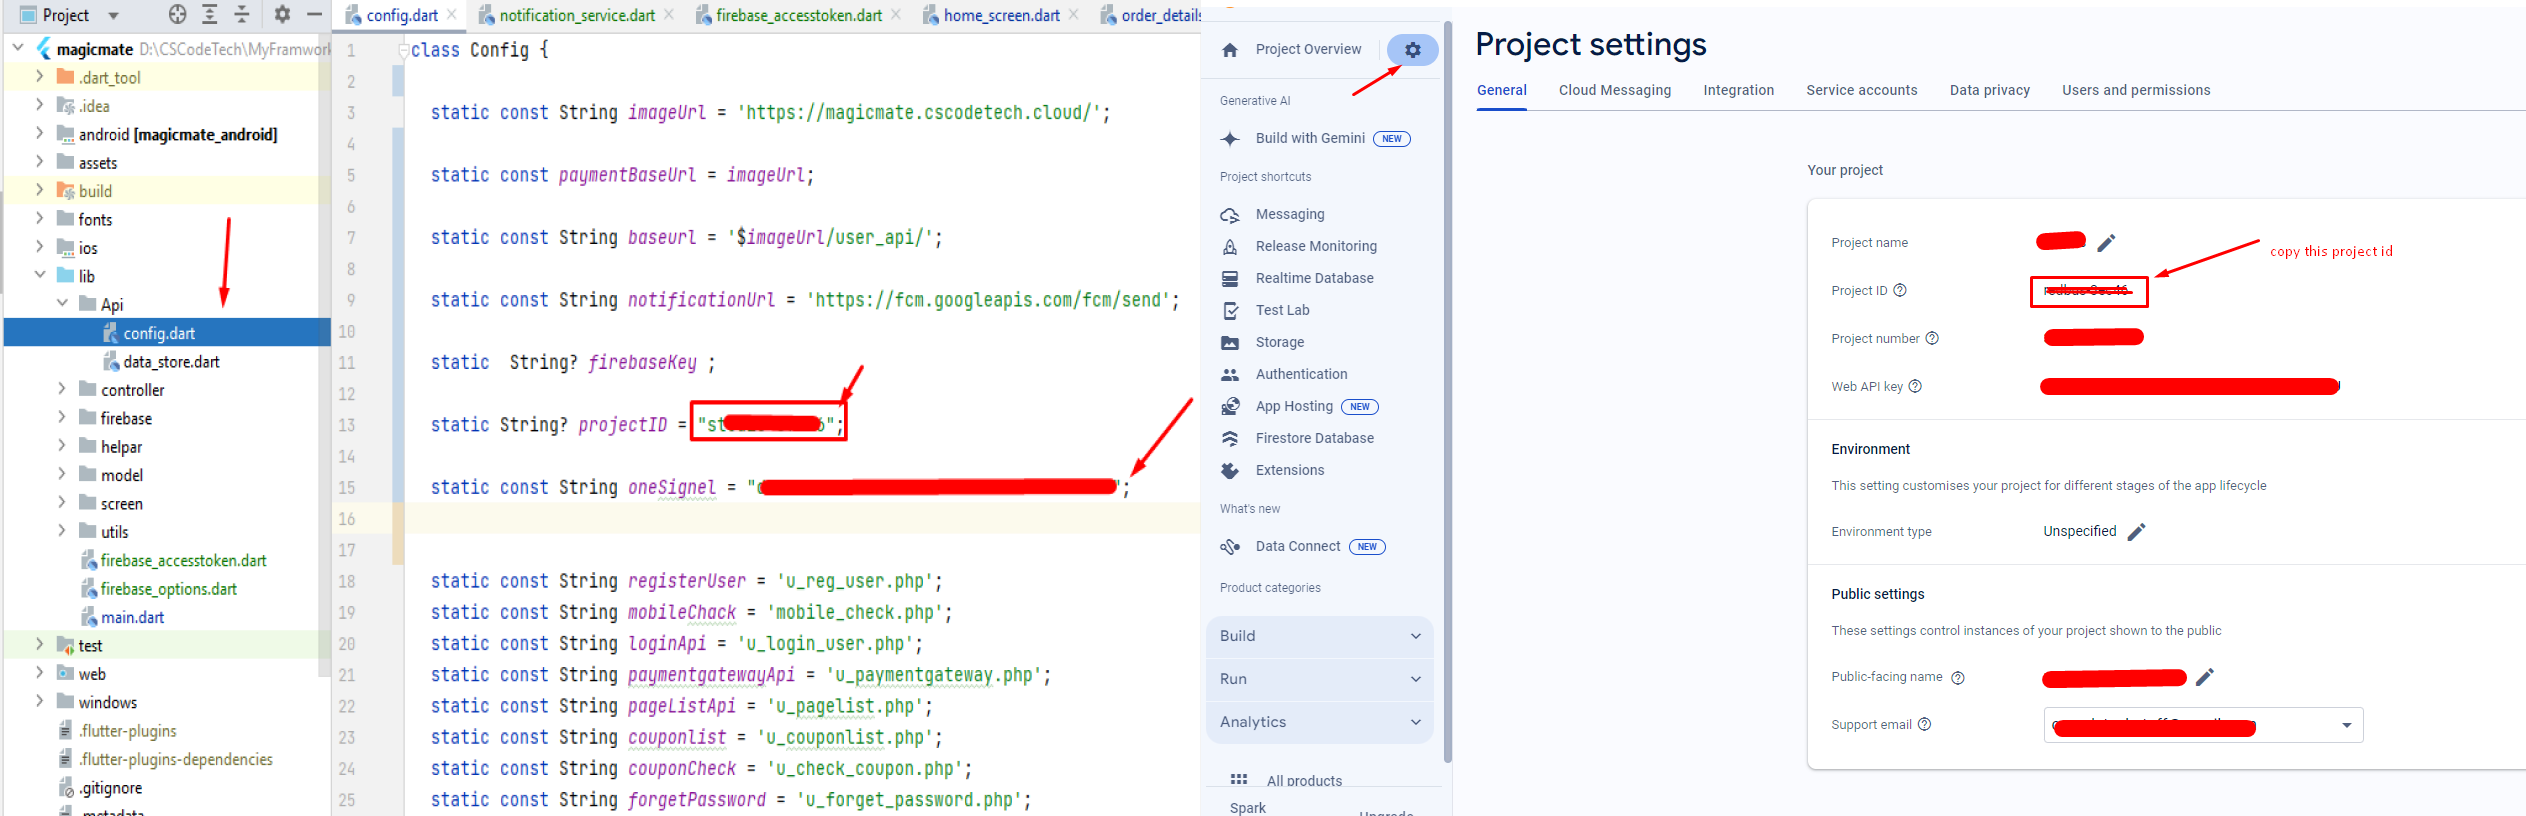 Project
magicmate D:\CSCodeTech\MyFramwork
.dart_tool
.idea
android [magicmate_android]
assets
build
fonts
ios
lib
Api
config.dart
data_store.dart
controller
firebase
helpar
model
screen
utils
firebase_accesstoken.dart
firebase_options.dart
main.dart
test
web
windows
.flutter-plugins
.flutter-plugins-dependencies
.gitignore
.metadata
config.dart notification_service.dart firebase_accesstoken.dart home_screen.dart order_details
1 class Config {
2
3 static const String imageUrl = 'https://magicmate.cscodetech.cloud/';
4
5 static const paymentBaseUrl = imageUrl;
6
7 static const String baseurl = '$imageUrl/user_api/';
8
9 static const String notificationUrl = 'https://fcm.googleapis.com/fcm/send';
10
11 static String? firebaseKey ;
12
13 static String? projectID = "st 6";
14
15 static const String oneSignel = " ";
16
17
18 static const String registerUser = 'u_reg_user.php';
19 static const String mobileChack = 'mobile_check.php';
20 static const String loginApi = 'u_login_user.php';
21 static const String paymentgatewayApi = 'u_paymentgateway.php';
22 static const String pageListApi = 'u_pagelist.php';
23 static const String couponlist = 'u_couponlist.php';
24 static const String couponCheck = 'u_check_coupon.php';
25 static const String forgetPassword = 'u_forget_password.php';
Project Overview
Generative AI
Build with Gemini NEW
Project shortcuts
Messaging
Release Monitoring
Realtime Database
Test Lab
Storage
Authentication
App Hosting NEW
Firestore Database
Extensions
What's new
Data Connect NEW
Product categories
Build
Run
Analytics
All products
Spark Upgrade
Project settings
General Cloud Messaging Integration Service accounts Data privacy Users and permissions
Your project
Project name
copy this project id
Project ID
Project number
Web API key
Environment
This setting customises your project for different stages of the app lifecycle
Environment type Unspecified
Public settings
These settings control instances of your project shown to the public
Public-facing name
Support email